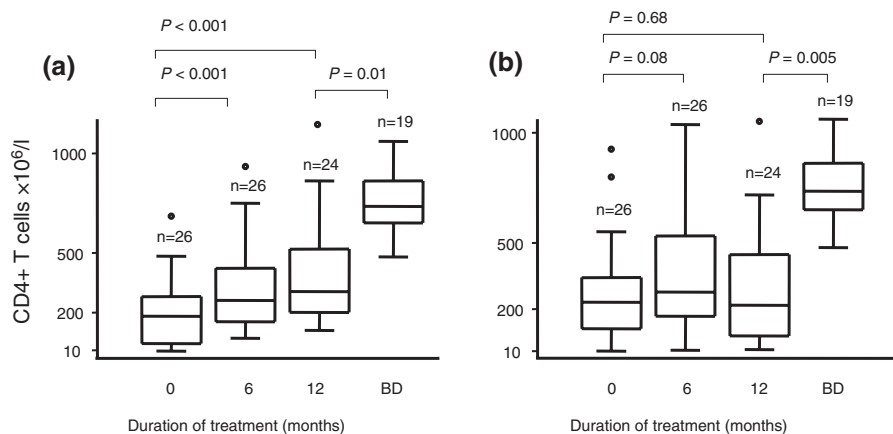 P < 0.001
(a)
P < 0.001
P = 0.01
n=19
n=24
n=26
n=26
CD4+ T cells ×10⁶/l
1000
500
200
10
0 6 12 BD
Duration of treatment (months)
P = 0.68
(b)
P = 0.08
P = 0.005
n=26
n=19
n=24
n=26
1000
500
200
10
0 6 12 BD
Duration of treatment (months)